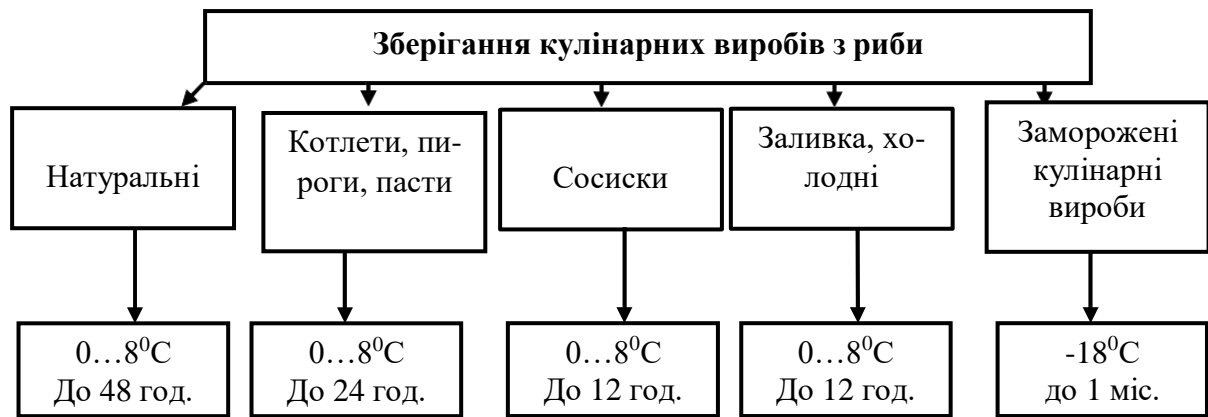 Зберігання кулінарних виробів з риби
Натуральні
Котлети, пи-
роги, пасти
Сосиски
Заливка, хо-
лодні
Заморожені
кулінарні
вироби
0…8⁰С
До 48 год.
0…8⁰С
До 24 год.
0…8⁰С
До 12 год.
0…8⁰С
До 12 год.
-18⁰С
до 1 міс.